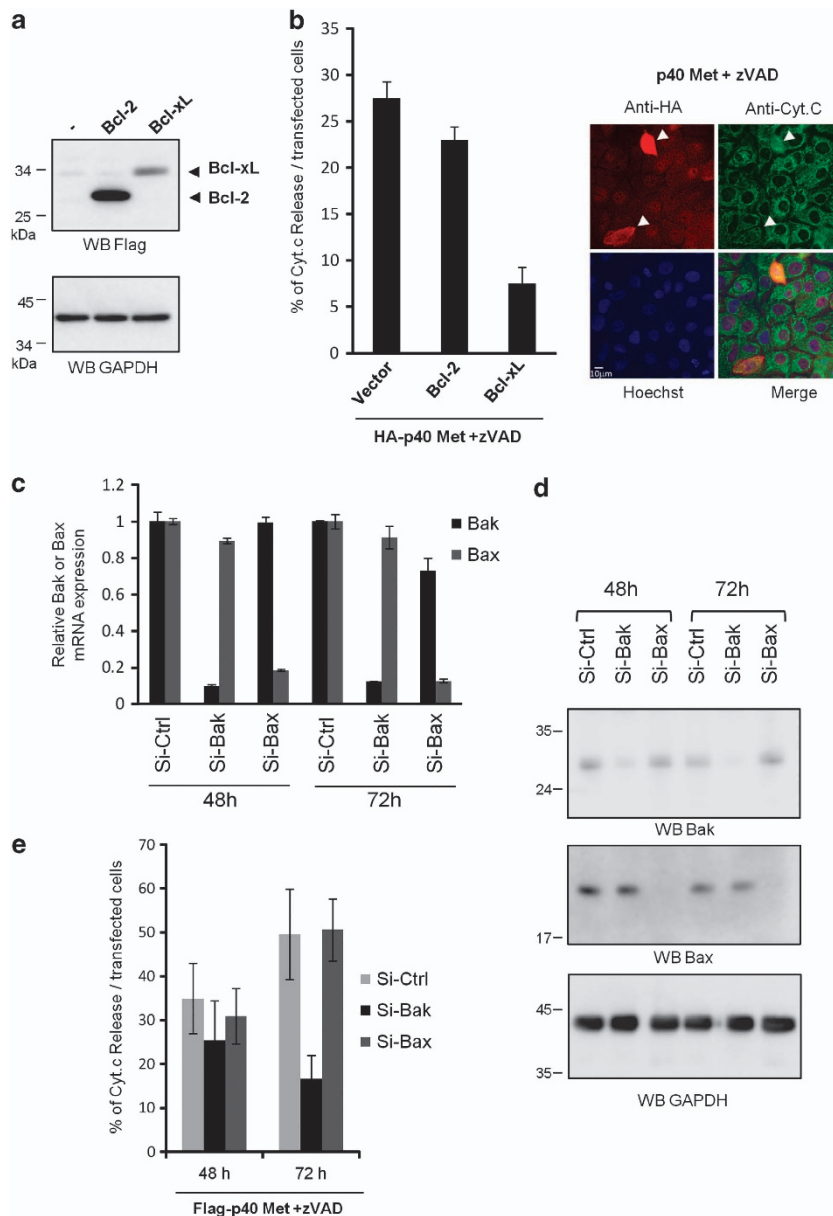 a
-
Bcl-2
Bcl-xL
34
25
kDa
Bcl-xL
Bcl-2
WB Flag
45
34
kDa
WB GAPDH
b
% of Cyt.c Release / transfected cells
35
30
25
20
15
10
5
0
Vector
Bcl-2
Bcl-xL
HA-p40 Met +zVAD
p40 Met + zVAD
Anti-HA
Anti-Cyt.C
10µm
Hoechst
Merge
c
Relative Bak or Bax
mRNA expression
1.2
1
0.8
0.6
0.4
0.2
0
Bak
Bax
Si-Ctrl
Si-Bak
Si-Bax
Si-Ctrl
Si-Bak
Si-Bax
48h
72h
d
48h
72h
Si-Ctrl
Si-Bak
Si-Bax
Si-Ctrl
Si-Bak
Si-Bax
35
24
WB Bak
17
WB Bax
45
35
WB GAPDH
e
% of Cyt.c Release / transfected cells
70
60
50
40
30
20
10
0
Si-Ctrl
Si-Bak
Si-Bax
48 h
72 h
Flag-p40 Met +zVAD